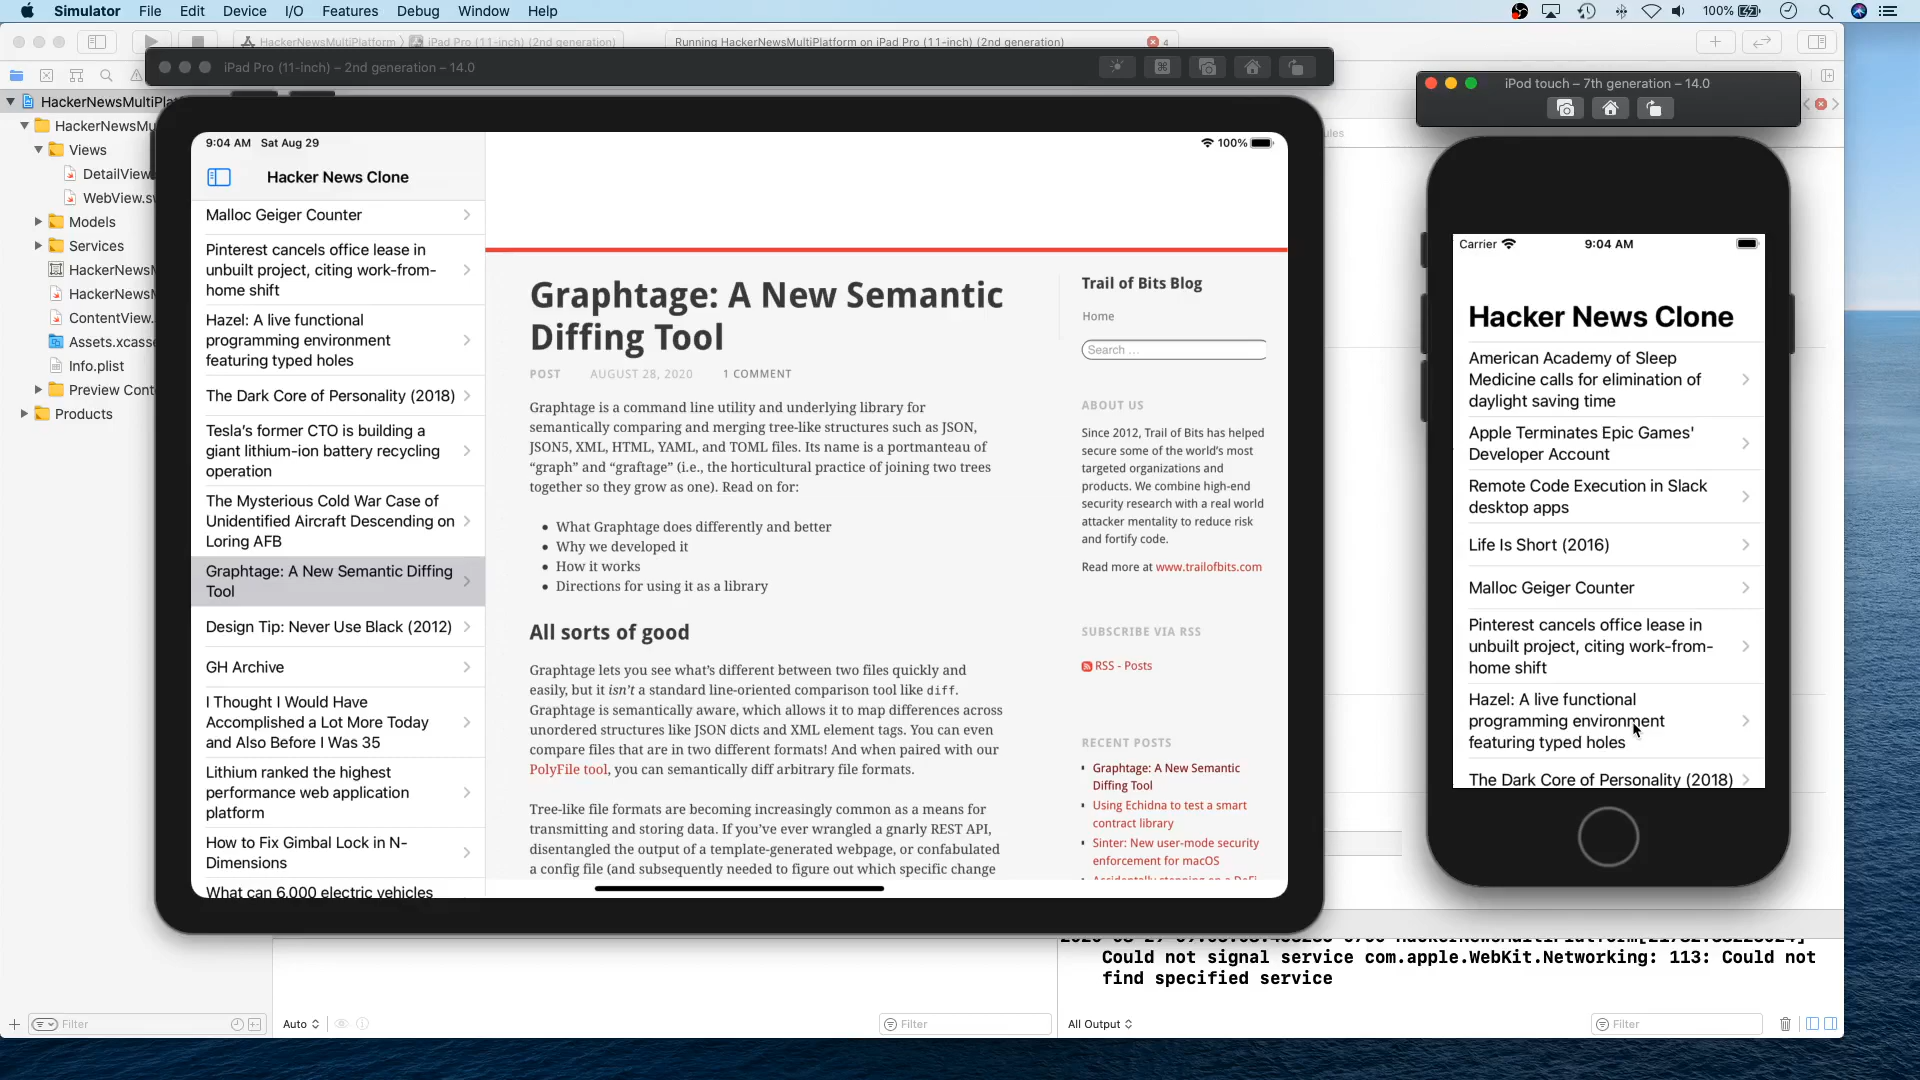 Simulator File Edit Device I/O Features Debug Window Help
100%
HackerNewsMultiPlatform iPad Pro (11-inch) (2nd generation)
Running HackerNewsMultiPlatform on iPad Pro (11-inch) (2nd generation)
4
iPad Pro (11-inch) – 2nd generation – 14.0
HackerNewsMultiPla
HackerNewsMu
Views
DetailView
WebView.sw
Models
Services
HackerNewsM
HackerNewsM
ContentView.
Assets.xcasse
Info.plist
Preview Cont
Products
Filter
9:04 AM Sat Aug 29
100%
Hacker News Clone
Malloc Geiger Counter
Pinterest cancels office lease in
unbuilt project, citing work-from-
home shift
Hazel: A live functional
programming environment
featuring typed holes
The Dark Core of Personality (2018)
Tesla's former CTO is building a
giant lithium-ion battery recycling
operation
The Mysterious Cold War Case of
Unidentified Aircraft Descending on
Loring AFB
Graphtage: A New Semantic Diffing
Tool
Design Tip: Never Use Black (2012)
GH Archive
I Thought I Would Have
Accomplished a Lot More Today
and Also Before I Was 35
Lithium ranked the highest
performance web application
platform
How to Fix Gimbal Lock in N-
Dimensions
What can 6,000 electric vehicles
Graphtage: A New Semantic
Diffing Tool
POST AUGUST 28, 2020 1 COMMENT
Graphtage is a command line utility and underlying library for
semantically comparing and merging tree-like structures such as JSON,
JSON5, XML, HTML, YAML, and TOML files. Its name is a portmanteau of
“graph” and “graftage” (i.e., the horticultural practice of joining two trees
together so they grow as one). Read on for:
• What Graphtage does differently and better
• Why we developed it
• How it works
• Directions for using it as a library
All sorts of good
Graphtage lets you see what’s different between two files quickly and
easily, but it isn’t a standard line-oriented comparison tool like diff.
Graphtage is semantically aware, which allows it to map differences across
unordered structures like JSON dicts and XML element tags. You can even
compare files that are in two different formats! And when paired with our
PolyFile tool, you can semantically diff arbitrary file formats.
Tree-like file formats are becoming increasingly common as a means for
transmitting and storing data. If you’ve ever wrangled a gnarly REST API,
disentangled the output of a template-generated webpage, or confabulated
a config file (and subsequently needed to figure out which specific change
Trail of Bits Blog
Home
Search …
ABOUT US
Since 2012, Trail of Bits has helped
secure some of the world's most
targeted organizations and
products. We combine high-end
security research with a real world
attacker mentality to reduce risk
and fortify code.
Read more at www.trailofbits.com
SUBSCRIBE VIA RSS
RSS - Posts
RECENT POSTS
Graphtage: A New Semantic
Diffing Tool
Using Echidna to test a smart
contract library
Sinter: New user-mode security
enforcement for macOS
Accidentally stepping on a DeFi
ules
iPod touch – 7th generation – 14.0
Carrier 9:04 AM
Hacker News Clone
American Academy of Sleep
Medicine calls for elimination of
daylight saving time
Apple Terminates Epic Games'
Developer Account
Remote Code Execution in Slack
desktop apps
Life Is Short (2016)
Malloc Geiger Counter
Pinterest cancels office lease in
unbuilt project, citing work-from-
home shift
Hazel: A live functional
programming environment
featuring typed holes
The Dark Core of Personality (2018)
Could not signal service com.apple.WebKit.Networking: 113: Could not
find specified service
Auto
Filter
All Output
Filter